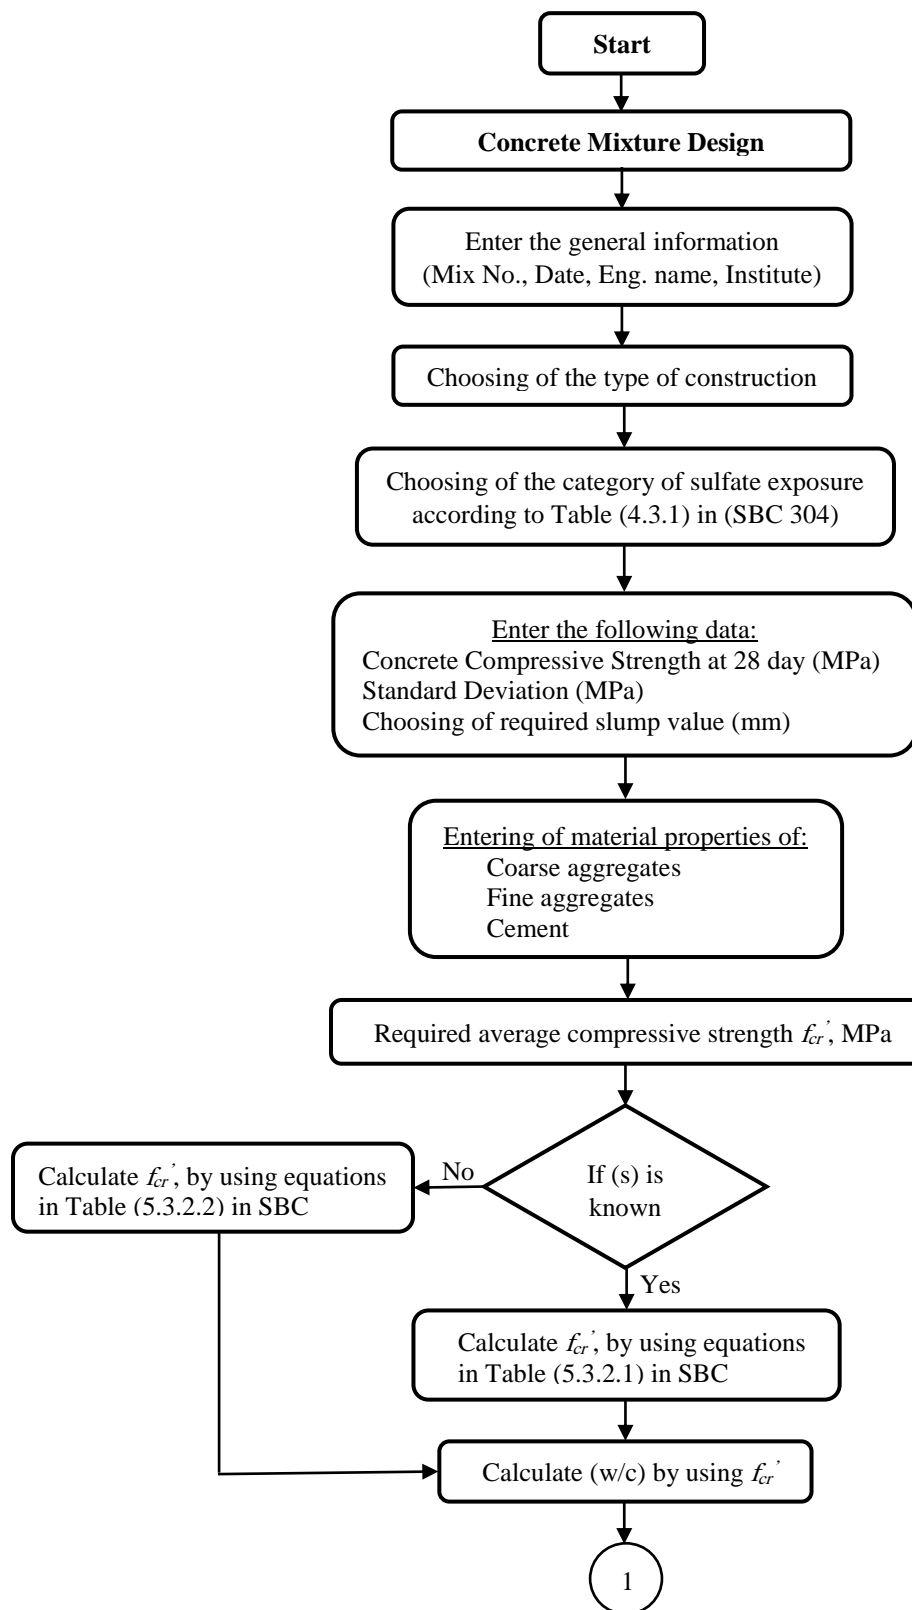 Start
Concrete Mixture Design
Enter the general information
(Mix No., Date, Eng. name, Institute)
Choosing of the type of construction
Choosing of the category of sulfate exposure
according to Table (4.3.1) in (SBC 304)
Enter the following data:
Concrete Compressive Strength at 28 day (MPa)
Standard Deviation (MPa)
Choosing of required slump value (mm)
Entering of material properties of:
Coarse aggregates
Fine aggregates
Cement
Required average compressive strength fcr’, MPa
If (s) is
known
No
Calculate fcr’, by using equations
in Table (5.3.2.2) in SBC
Yes
Calculate fcr’, by using equations
in Table (5.3.2.1) in SBC
Calculate (w/c) by using fcr’
1